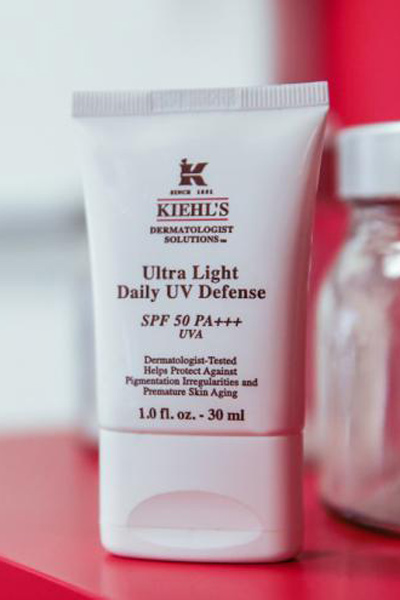 K
SINCE 1851
KIEHL'S
DERMATOLOGIST
SOLUTIONS™
Ultra Light
Daily UV Defense
SPF 50 PA+++
UVA
Dermatologist-Tested
Helps Protect Against
Pigmentation Irregularities and
Premature Skin Aging
1.0 fl. oz. - 30 ml